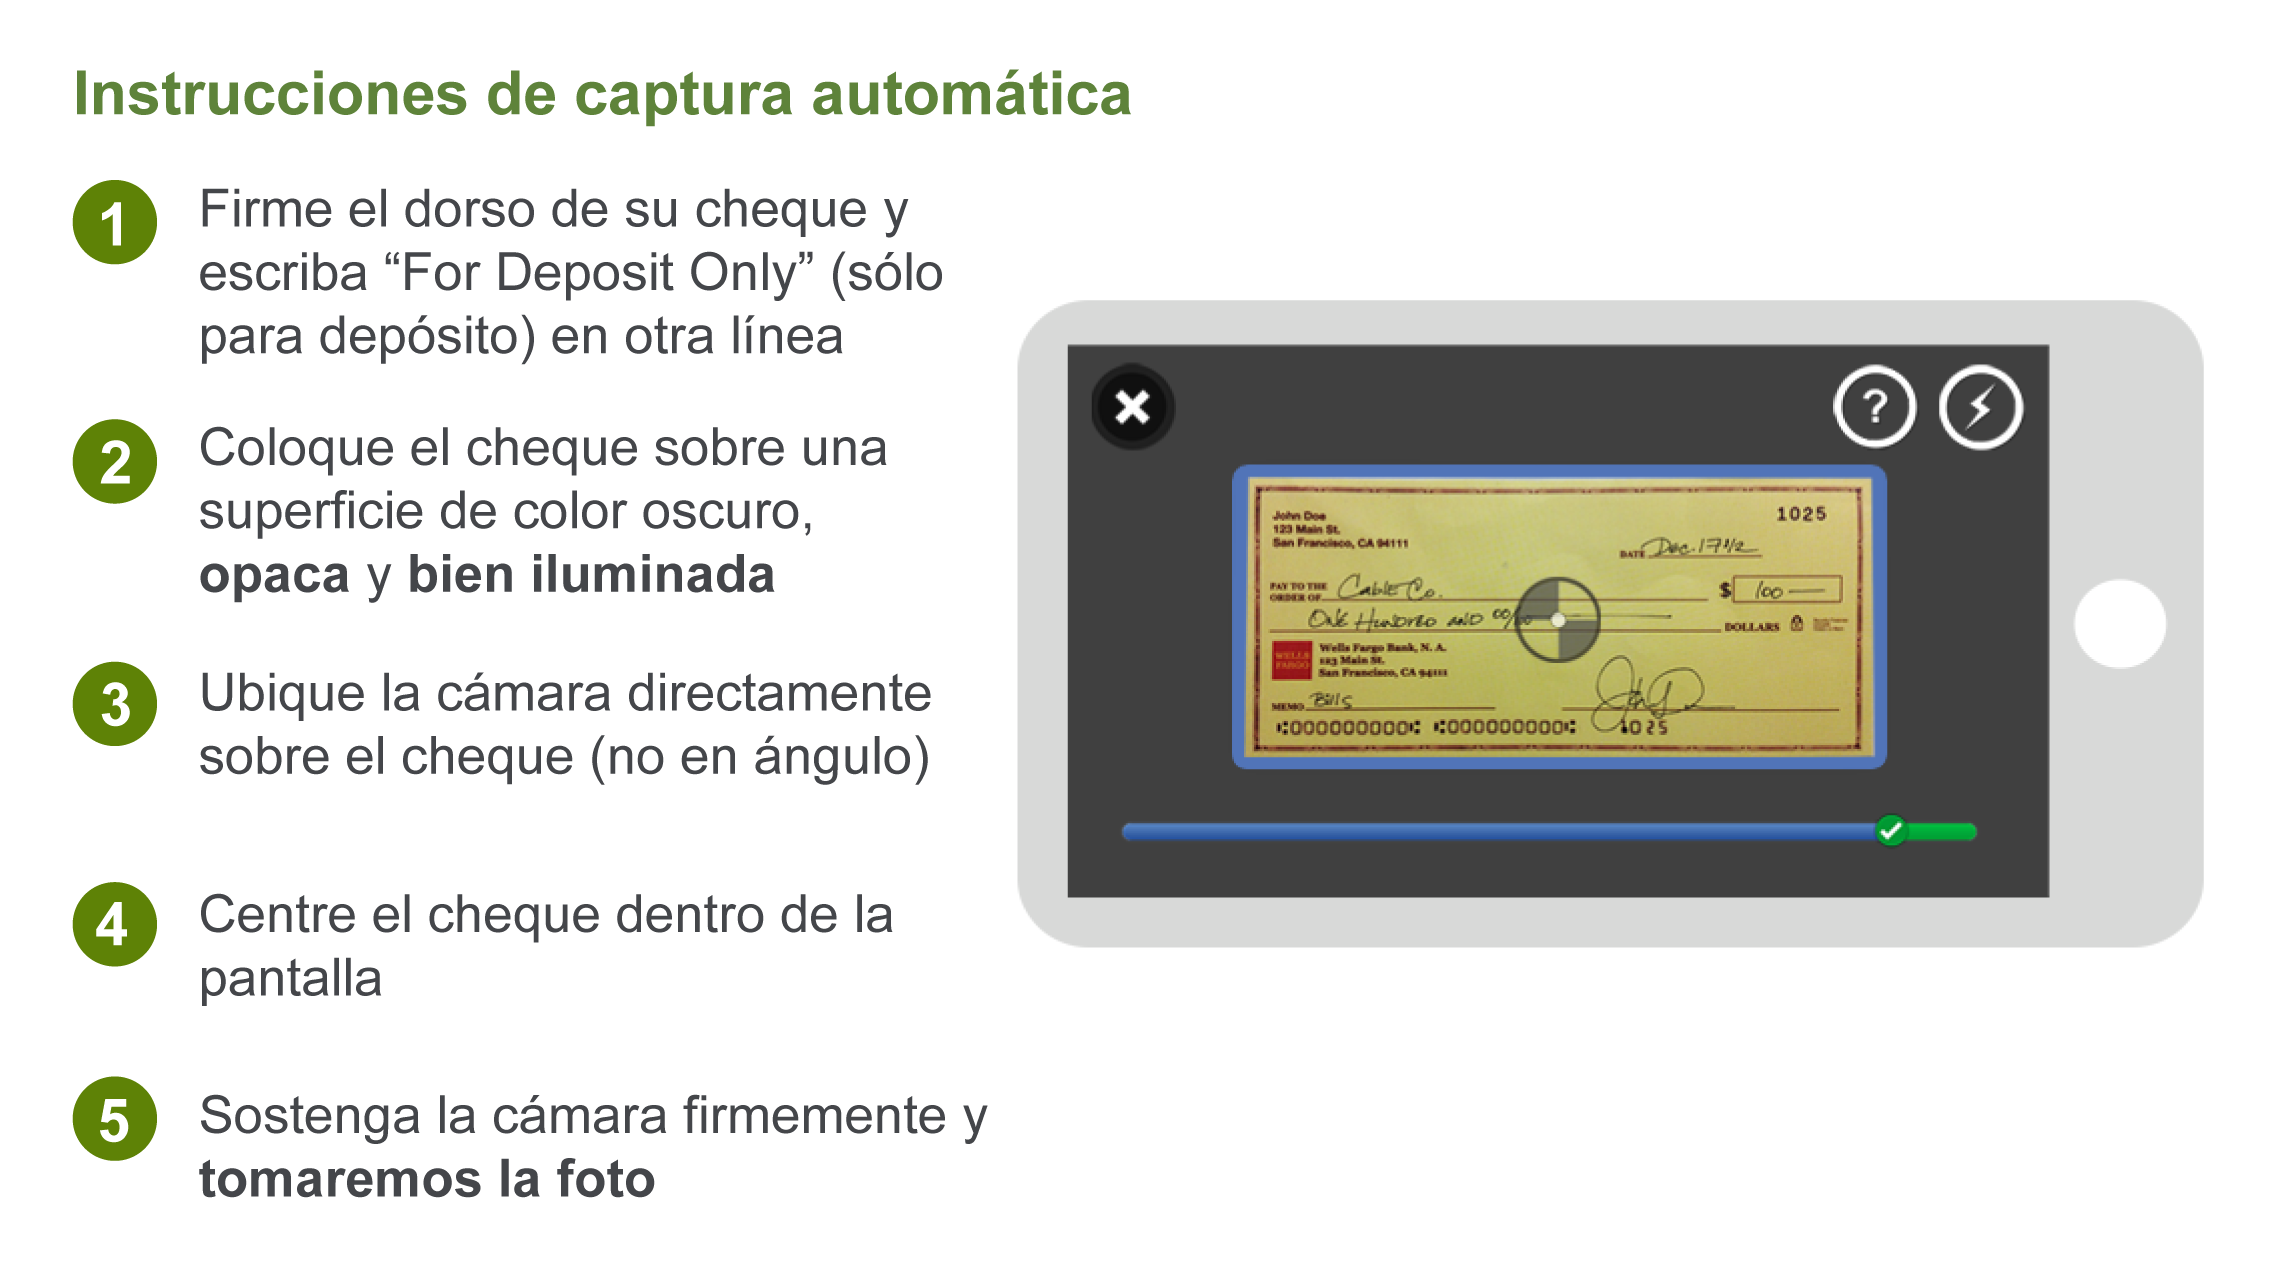 Instrucciones de captura automática
1
Firme el dorso de su cheque y
escriba “For Deposit Only” (sólo
para depósito) en otra línea
2
Coloque el cheque sobre una
superficie de color oscuro,
opaca y bien iluminada
3
Ubique la cámara directamente
sobre el cheque (no en ángulo)
4
Centre el cheque dentro de la
pantalla
5
Sostenga la cámara firmemente y
tomaremos la foto
?
John Doe
123 Main St.
San Francisco, CA 94111
1025
DATE Dec.
PAY TO THE
ORDER OF Cable Co.
$ 100
ONE HUNDRED AND 00/
DOLLARS
WELLS
FARGO
Wells Fargo Bank, N. A.
123 Main St.
San Francisco, CA 94111
MEMO Bills
⑆0000000000⑆ ⑆0000000000⑆ 1025